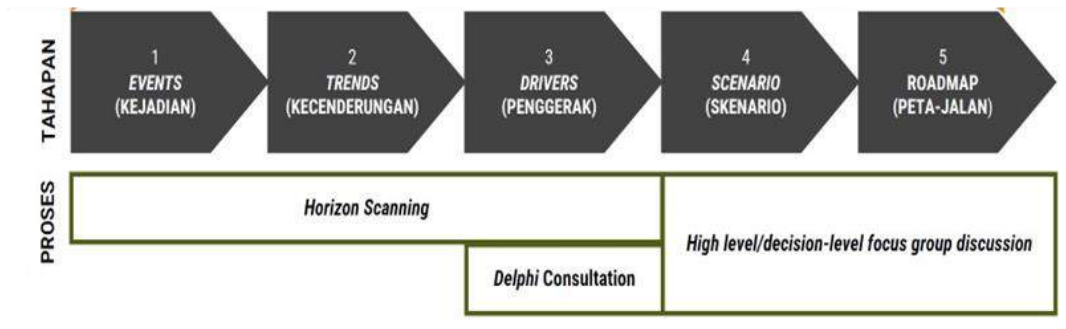 TAHAPAN
1
EVENTS
(KEJADIAN)
2
TRENDS
(KECENDERUNGAN)
3
DRIVERS
(PENGGERAK)
4
SCENARIO
(SKENARIO)
5
ROADMAP
(PETA-JALAN)
PROSES
Horizon Scanning
Delphi Consultation
High level/decision-level focus group discussion